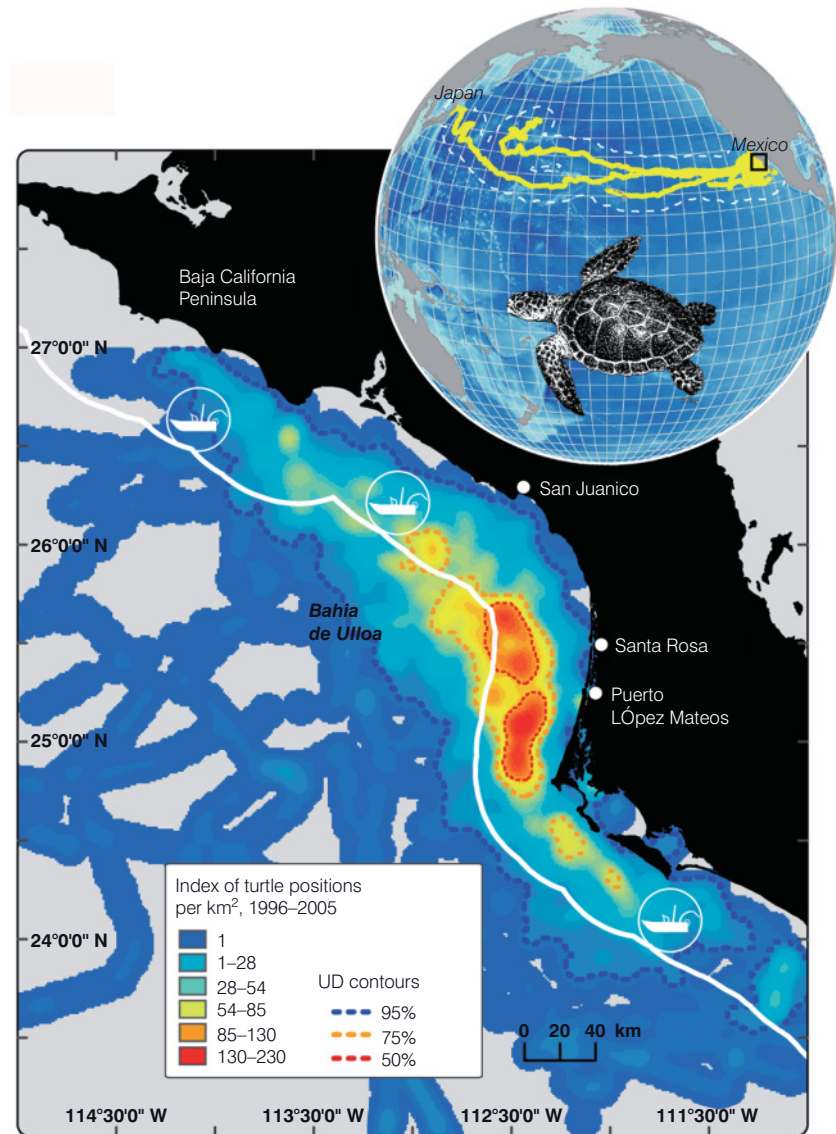 Japan
Mexico
Baja California
Peninsula
27°0'0" N
San Juanico
26°0'0" N
Bahia
de Ulloa
Santa Rosa
Puerto
LÓpez Mateos
25°0'0" N
Index of turtle positions
per km², 1996–2005
1
1–28
28–54
54–85
85–130
130–230
UD contours
95%
75%
50%
24°0'0" N
0 20 40 km
114°30'0" W
113°30'0" W
112°30'0" W
111°30'0" W